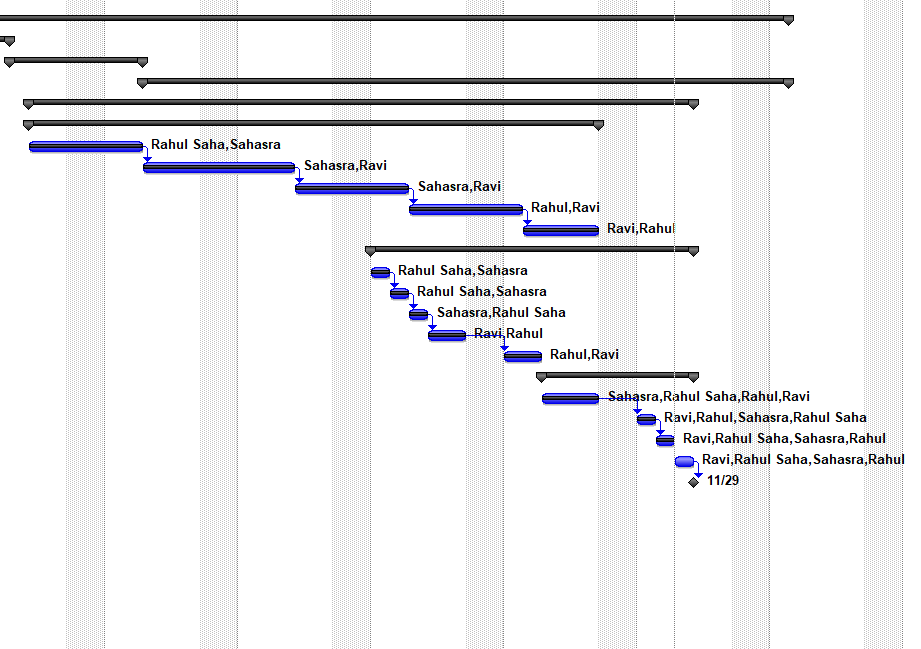 Rahul Saha,Sahasra
Sahasra,Ravi
Sahasra,Ravi
Rahul,Ravi
Ravi,Rahul
Rahul Saha,Sahasra
Rahul Saha,Sahasra
Sahasra,Rahul Saha
Ravi,Rahul
Rahul,Ravi
Sahasra,Rahul Saha,Rahul,Ravi
Ravi,Rahul,Sahasra,Rahul Saha
Ravi,Rahul Saha,Sahasra,Rahul
Ravi,Rahul Saha,Sahasra,Rahul
11/29